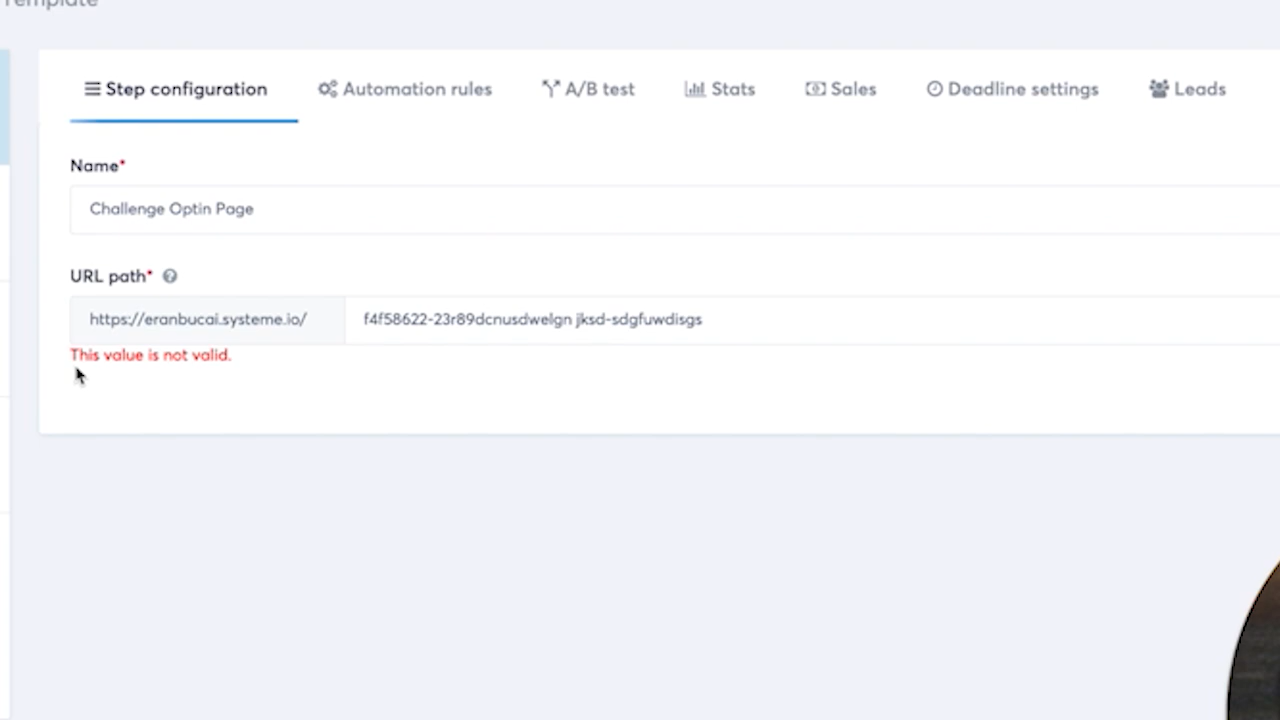 Template
Step configuration Automation rules A/B test Stats Sales Deadline settings Leads
Name*
Challenge Optin Page
URL path* ?
https://eranbucai.systeme.io/ f4f58622-23r89dcnusdwelgn jksd-sdgfuwdisgs
This value is not valid.